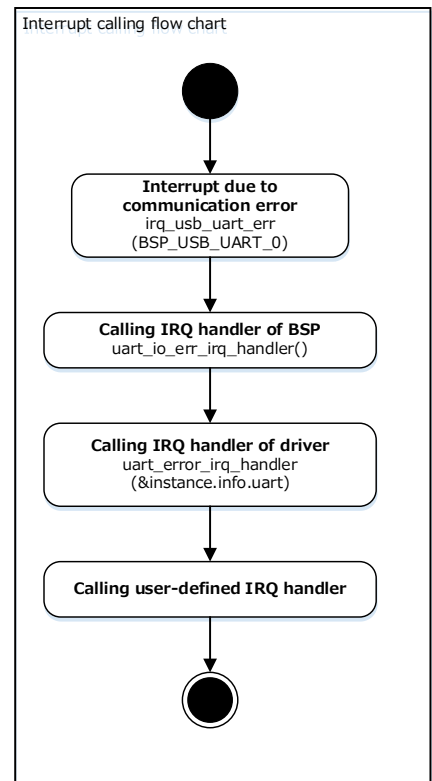 Interrupt calling flow chart
Interrupt due to
communication error
irq_usb_uart_err
(BSP_USB_UART_0)
Calling IRQ handler of BSP
uart_io_err_irq_handler()
Calling IRQ handler of driver
uart_error_irq_handler
(&instance.info.uart)
Calling user-defined IRQ handler